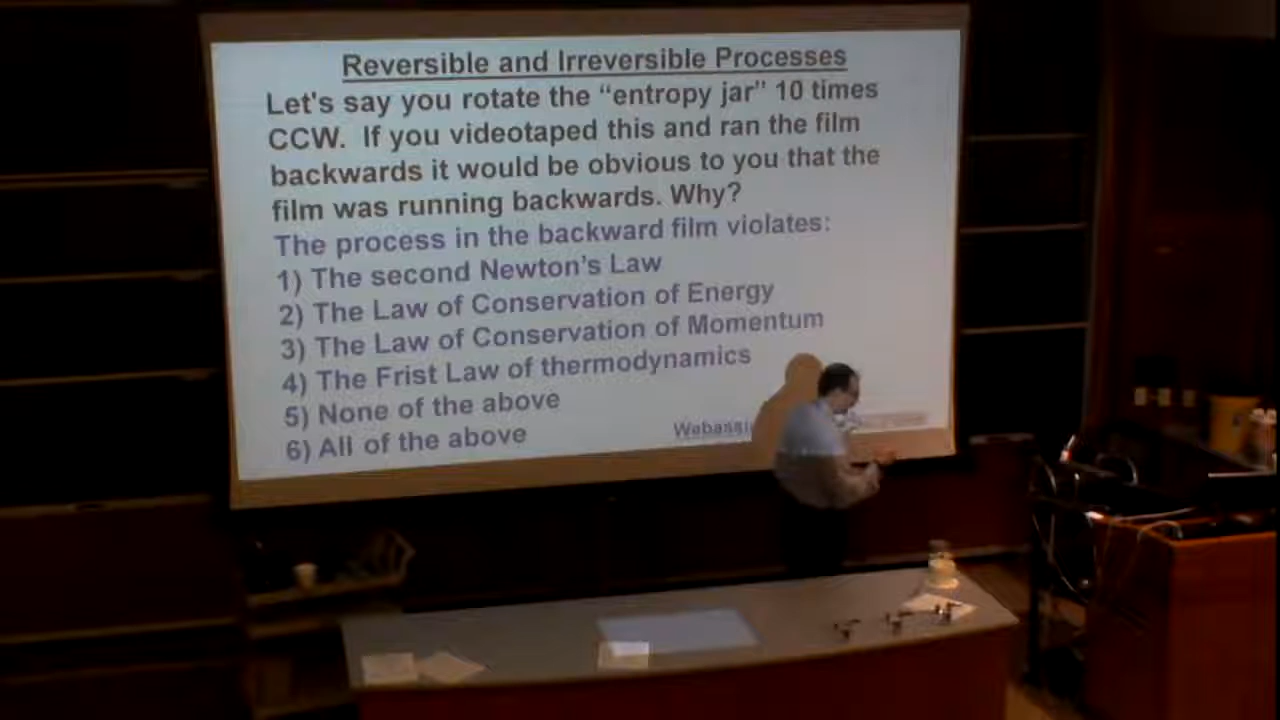 Reversible and Irreversible Processes
Let's say you rotate the “entropy jar” 10 times
CCW. If you videotaped this and ran the film
backwards it would be obvious to you that the
film was running backwards. Why?
The process in the backward film violates:
1) The second Newton's Law
2) The Law of Conservation of Energy
3) The Law of Conservation of Momentum
4) The Frist Law of thermodynamics
5) None of the above
6) All of the above